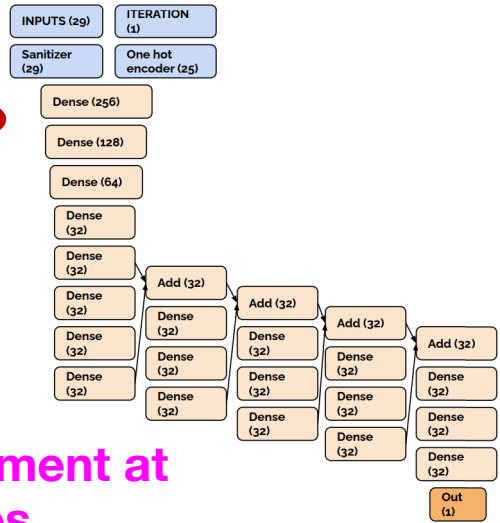 INPUTS (29)
ITERATION
(1)
Sanitizer
(29)
One hot
encoder (25)
Dense (256)
Dense (128)
Dense (64)
Dense
(32)
Dense
(32)
Dense
(32)
Dense
(32)
Dense
(32)
Add (32)
Dense
(32)
Dense
(32)
Dense
(32)
Add (32)
Dense
(32)
Dense
(32)
Dense
(32)
Add (32)
Dense
(32)
Dense
(32)
Dense
(32)
Add (32)
Dense
(32)
Dense
(32)
Dense
(32)
Out
(1)
ment at